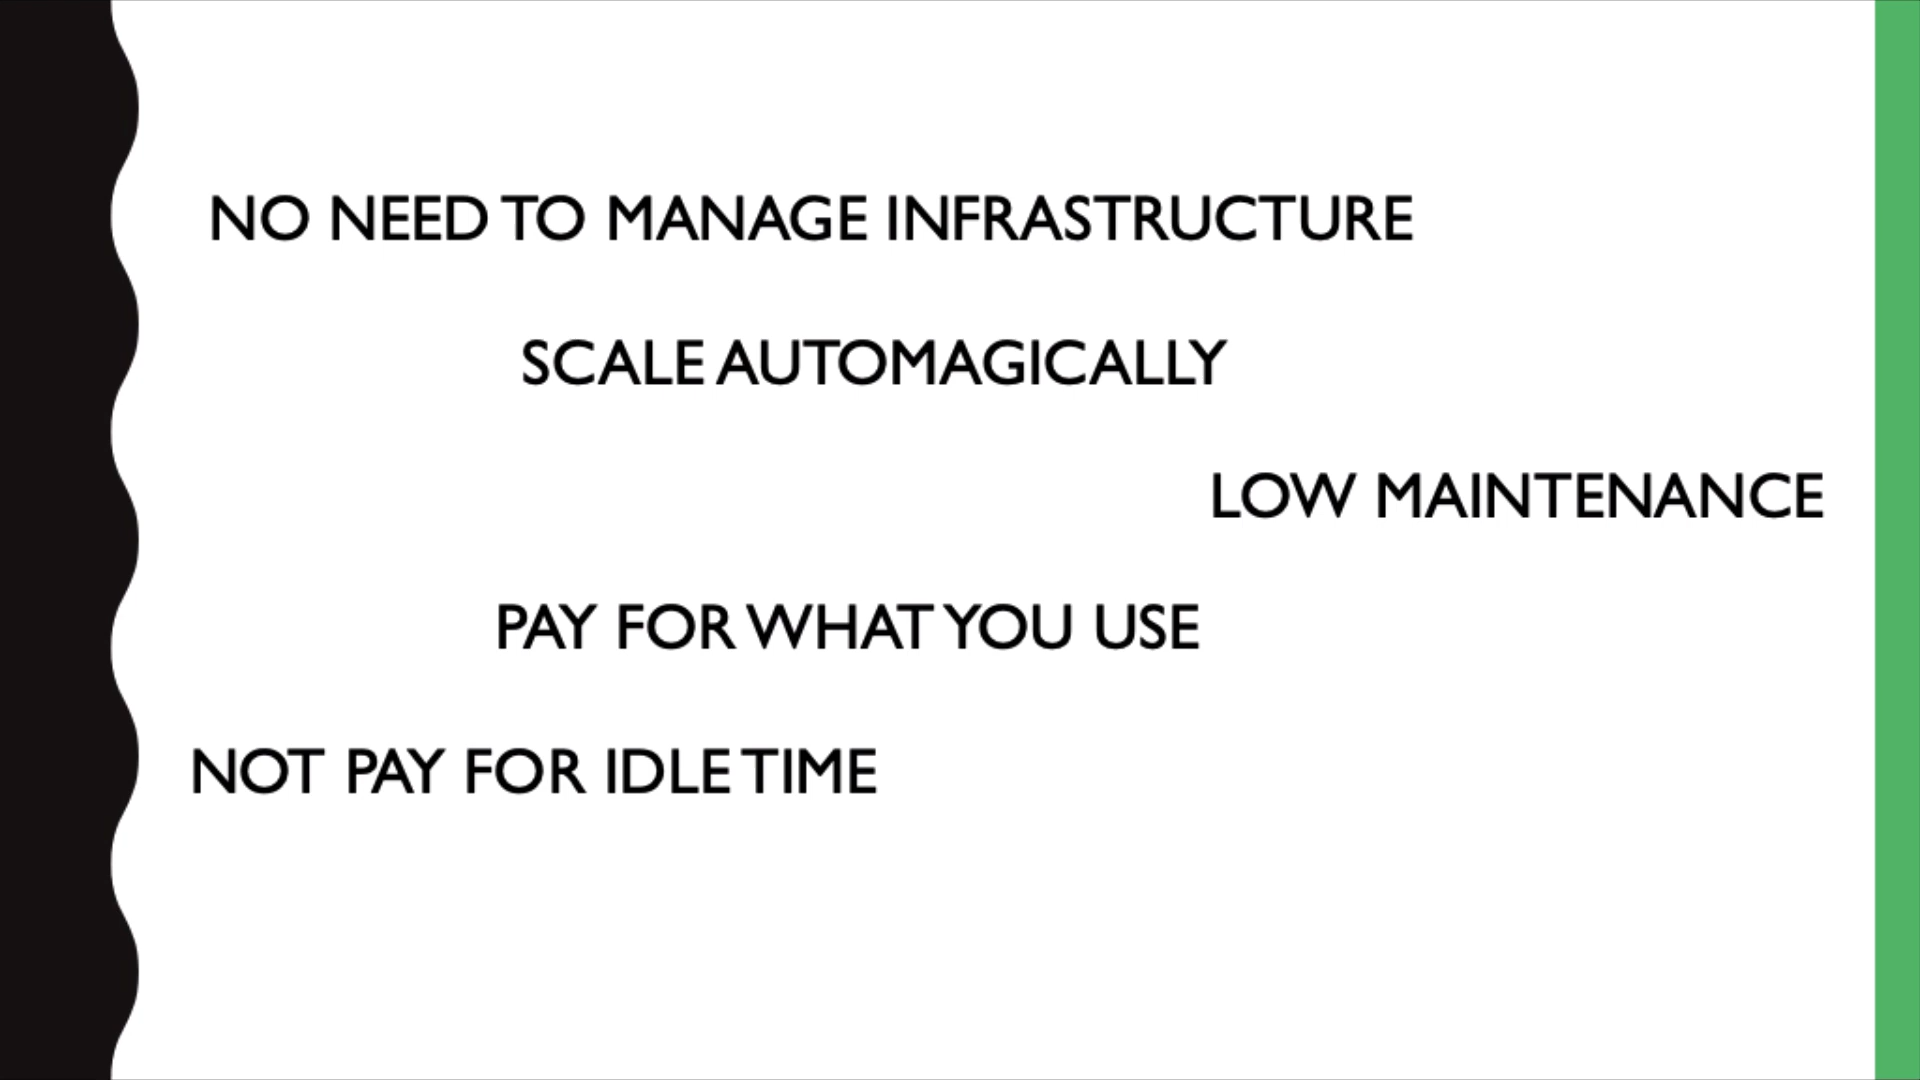 NO NEED TO MANAGE INFRASTRUCTURE
SCALE AUTOMAGICALLY
LOW MAINTENANCE
PAY FOR WHAT YOU USE
NOT PAY FOR IDLE TIME